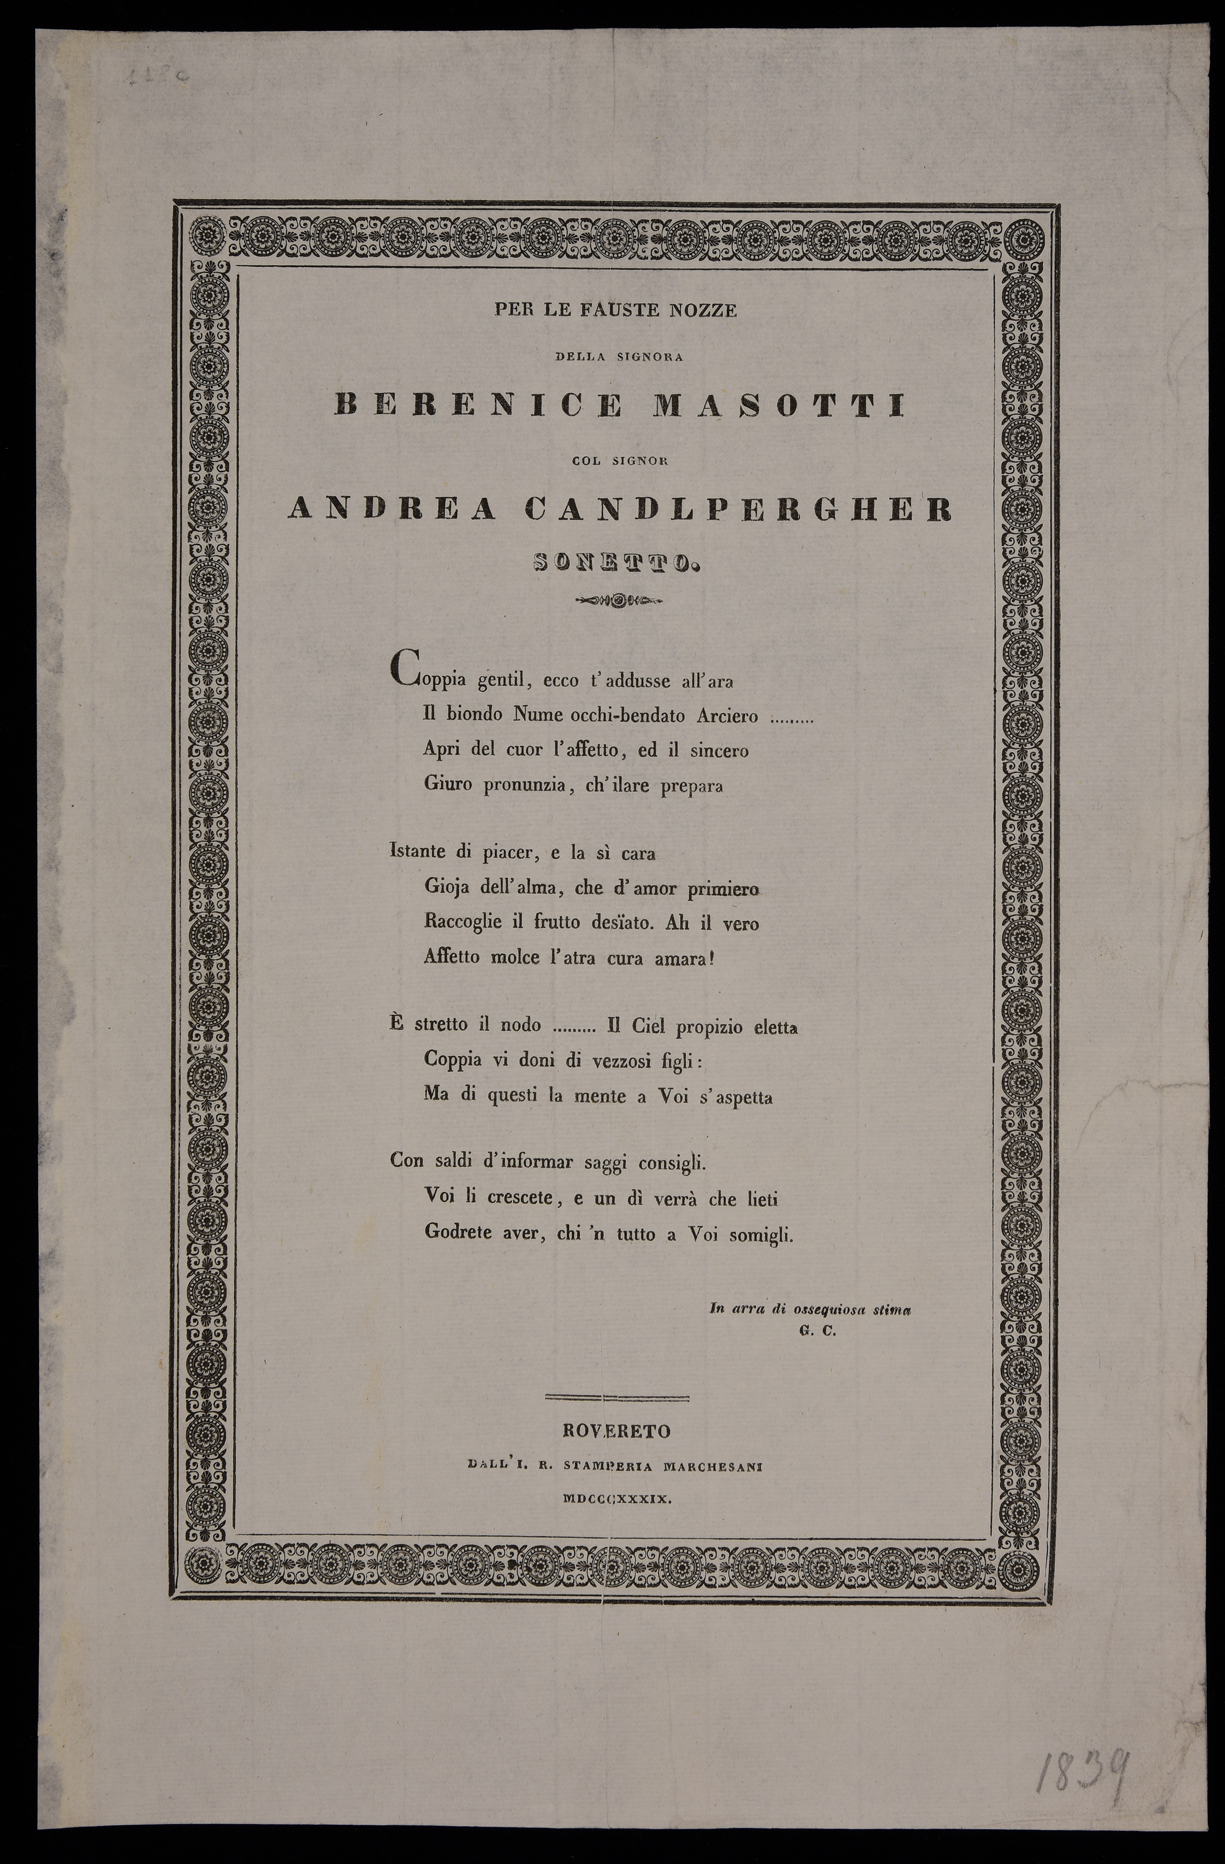 118c
PER LE FAUSTE NOZZE
DELLA SIGNORA
BERENICE MASOTTI
COL SIGNOR
ANDREA CANDLPERGHER
SONETTO.
Coppia gentil, ecco t'addusse all'ara
Il biondo Nume occhi-bendato Arciero .........
Apri del cuor l'affetto, ed il sincero
Giuro pronunzia, ch'ilare prepara
Istante di piacer, e la sì cara
Gioja dell'alma, che d'amor primiero
Raccoglie il frutto desïato. Ah il vero
Affetto molce l'atra cura amara!
È stretto il nodo ......... Il Ciel propizio eletta
Coppia vi doni di vezzosi figli:
Ma di questi la mente a Voi s'aspetta
Con saldi d'informar saggi consigli.
Voi li crescete, e un dì verrà che lieti
Godrete aver, chi 'n tutto a Voi somigli.
In arra di ossequiosa stima
G. C.
ROVERETO
DALL'I. R. STAMPERIA MARCHESANI
MDCCCXXXIX.
1839